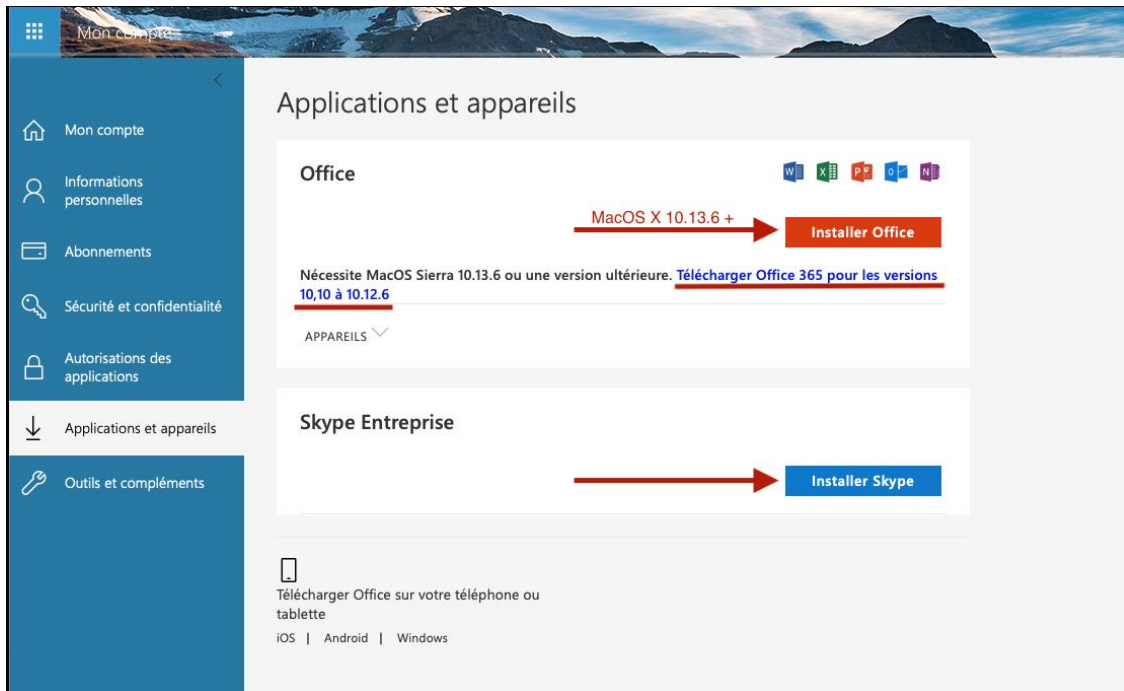 Mon compte
Mon compte
Informations
personnelles
Abonnements
Sécurité et confidentialité
Autorisations des
applications
Applications et appareils
Outils et compléments
Applications et appareils
Office
W X P O N
MacOS X 10.13.6 +
Installer Office
Nécessite MacOS Sierra 10.13.6 ou une version ultérieure. Télécharger Office 365 pour les versions
10,10 à 10.12.6
APPAREILS
Skype Entreprise
Installer Skype
Télécharger Office sur votre téléphone ou
tablette
iOS | Android | Windows